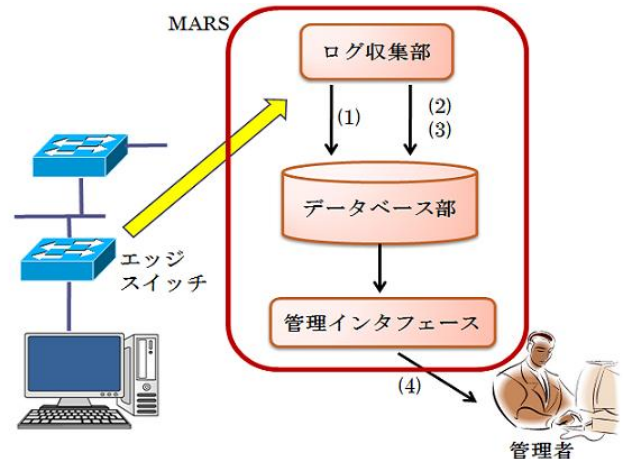 MARS
ログ収集部
(1)
(2)
(3)
データベース部
エッジ
スイッチ
管理インタフェース
(4)
管理者